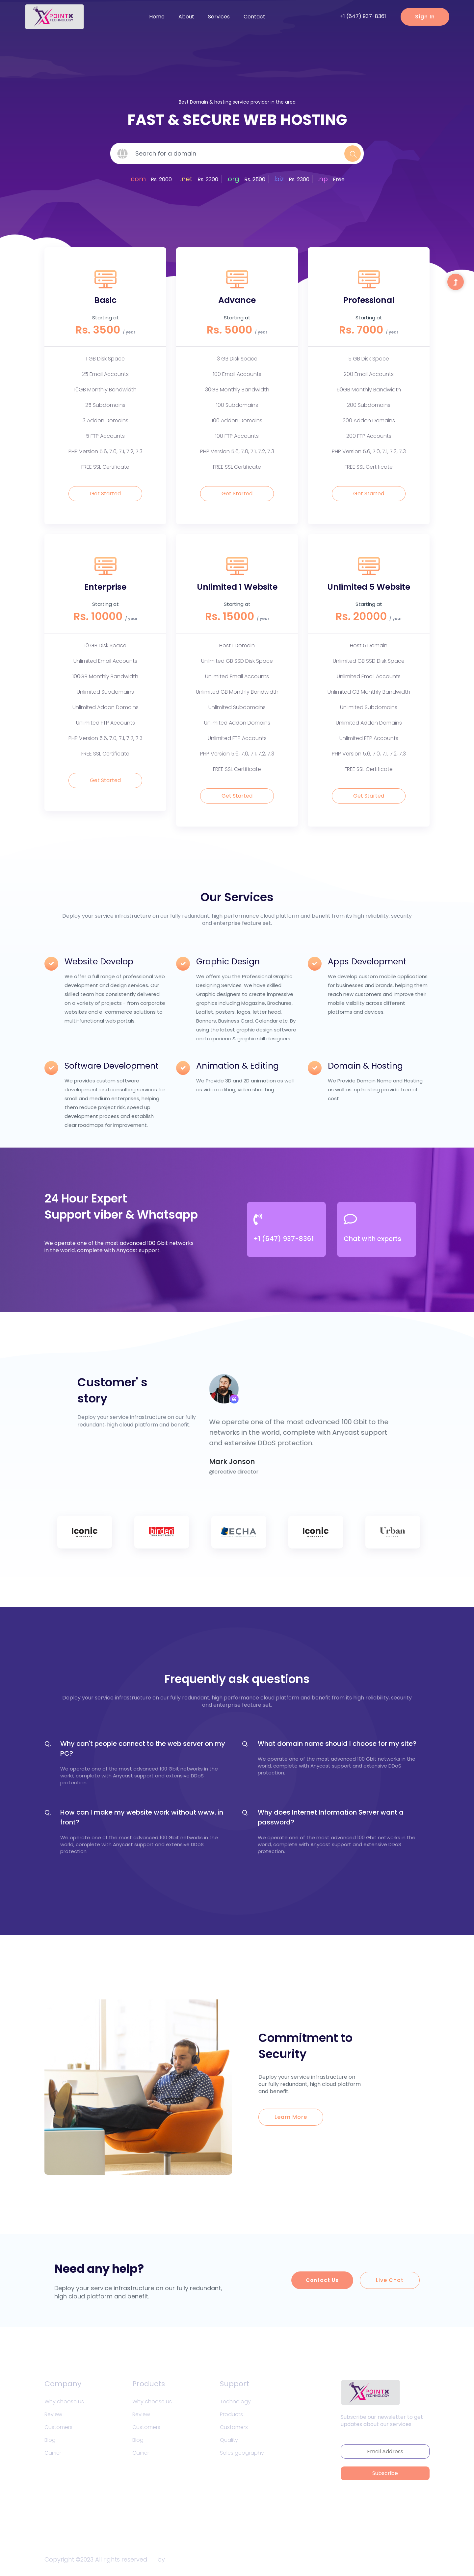 POINTX
TECHNOLOGY
Home About Services Contact
+1 (647) 937-8361
Sign In
Best Domain & hosting service provider in the area
FAST & SECURE WEB HOSTING
Search for a domain
.com Rs. 2000 .net Rs. 2300 .org Rs. 2500 .biz Rs. 2300 .np Free
Basic
Starting at
Rs. 3500 / year
1 GB Disk Space
25 Email Accounts
10GB Monthly Bandwidth
25 Subdomains
2 Addon Domains
5 FTP Accounts
PHP Version 5.6, 7.0, 7.1, 7.2, 7.3
FREE SSL Certificate
Get Started
Advance
Starting at
Rs. 5000 / year
3 GB Disk Space
100 Email Accounts
30GB Monthly Bandwidth
100 Subdomains
100 Addon Domains
100 FTP Accounts
PHP Version 5.6, 7.0, 7.1, 7.2, 7.3
FREE SSL Certificate
Get Started
Professional
Starting at
Rs. 7000 / year
5 GB Disk Space
200 Email Accounts
50GB Monthly Bandwidth
200 Subdomains
200 Addon Domains
200 FTP Accounts
PHP Version 5.6, 7.0, 7.1, 7.2, 7.3
FREE SSL Certificate
Get Started
Enterprise
Starting at
Rs. 10000 / year
10 GB Disk Space
Unlimited Email Accounts
100GB Monthly Bandwidth
Unlimited Subdomains
Unlimited Addon Domains
Unlimited FTP Accounts
PHP Version 5.6, 7.0, 7.1, 7.2, 7.3
FREE SSL Certificate
Get Started
Unlimited 1 Website
Starting at
Rs. 15000 / year
Host 1 Domain
Unlimited GB SSD Disk Space
Unlimited Email Accounts
Unlimited GB Monthly Bandwidth
Unlimited Subdomains
Unlimited Addon Domains
Unlimited FTP Accounts
PHP Version 5.6, 7.0, 7.1, 7.2, 7.3
FREE SSL Certificate
Get Started
Unlimited 5 Website
Starting at
Rs. 20000 / year
Host 5 Domain
Unlimited GB SSD Disk Space
Unlimited Email Accounts
Unlimited GB Monthly Bandwidth
Unlimited Subdomains
Unlimited Addon Domains
Unlimited FTP Accounts
PHP Version 5.6, 7.0, 7.1, 7.2, 7.3
FREE SSL Certificate
Get Started
Our Services
Deploy your service infrastructure on our fully redundant, high performance cloud platform and benefit from its high reliability, security
and enterprise feature set.
Website Develop
We offer a full range of professional web
development and design services. Our
skilled team has consistently delivered
on a variety of projects - from corporate
websites and e-commerce solutions to
multi-functional web portals.
Graphic Design
We offers you the Professional Graphic
Designing Services. We have skilled
Graphic designers to create impressive
graphics including Magazine, Brochures,
Leaflet, posters, logos, letter head,
Banners, Business Card, Calendar etc. By
using the latest graphic design software
and experienc & graphic skill designers.
Apps Development
We develop custom mobile applications
for businesses and brands, helping them
reach new customers and improve their
mobile visibility across different
platforms and devices.
Software Development
We provides custom software
development and consulting services for
small and medium enterprises, helping
them reduce project risk, speed up
development process and establish
clear roadmaps for improvement.
Animation & Editing
We Provide 3D and 2D animation as well
as video editing, video shooting
Domain & Hosting
We Provide Domain Name and Hosting
as well as .np hosting provide free of
cost
24 Hour Expert
Support viber & Whatsapp
We operate one of the most advanced 100 Gbit networks
in the world, complete with Anycast support.
+1 (647) 937-8361
Chat with experts
Customer' s
story
Deploy your service infrastructure on our fully
redundant, high cloud platform and benefit.
We operate one of the most advanced 100 Gbit to the
networks in the world, complete with Anycast support
and extensive DDoS protection.
Mark Jonson
@creative director
Iconic
birden
ECHA
Iconic
Urban
Frequently ask questions
Deploy your service infrastructure on our fully redundant, high performance cloud platform and benefit from its high reliability, security
and enterprise feature set.
Q. Why can't people connect to the web server on my
PC?
We operate one of the most advanced 100 Gbit networks in the
world, complete with Anycast support and extensive DDoS
protection.
Q. What domain name should I choose for my site?
We operate one of the most advanced 100 Gbit networks in the
world, complete with Anycast support and extensive DDoS
protection.
Q. How can I make my website work without www. in
front?
We operate one of the most advanced 100 Gbit networks in the
world, complete with Anycast support and extensive DDoS
protection.
Q. Why does Internet Information Server want a
password?
We operate one of the most advanced 100 Gbit networks in the
world, complete with Anycast support and extensive DDoS
protection.
Commitment to
Security
Deploy your service infrastructure on
our fully redundant, high cloud platform
and benefit.
Learn More
Need any help?
Deploy your service infrastructure on our fully redundant,
high cloud platform and benefit.
Contact Us
Live Chat
Company
Why choose us
Review
Customers
Blog
Carrier
Products
Why choose us
Review
Customers
Blog
Carrier
Support
Technology
Products
Customers
Quality
Sales geography
POINTX
TECHNOLOGY
Subscribe our newsletter to get
updates about our services
Email Address
Subscribe
Copyright ©2023 All rights reserved. by